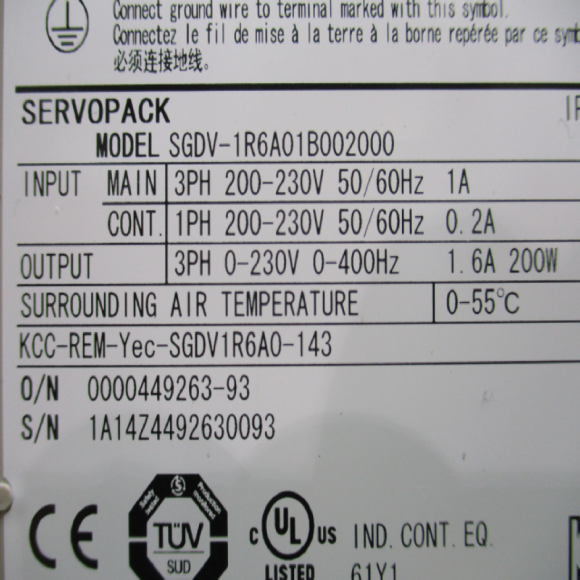 Connect ground wire to terminal marked with this symbol.
Connectez le fil de mise à la terre à la borne repérée par ce
必须连接地线。
SERVOPACK
MODEL SGDV-1R6A01B002000
INPUT MAIN 3PH 200-230V 50/60Hz 1A
CONT. 1PH 200-230V 50/60Hz 0.2A
OUTPUT 3PH 0-230V 0-400Hz 1.6A 200W
SURROUNDING AIR TEMPERATURE 0-55℃
KCC-REM-Yec-SGDV1R6A0-143
O/N 0000449263-93
S/N 1A14Z4492630093
CE
Safety tested
S
Production monitored
TÜV
SUD
c UL us
LISTED
IND. CONT. EQ.
61Y1